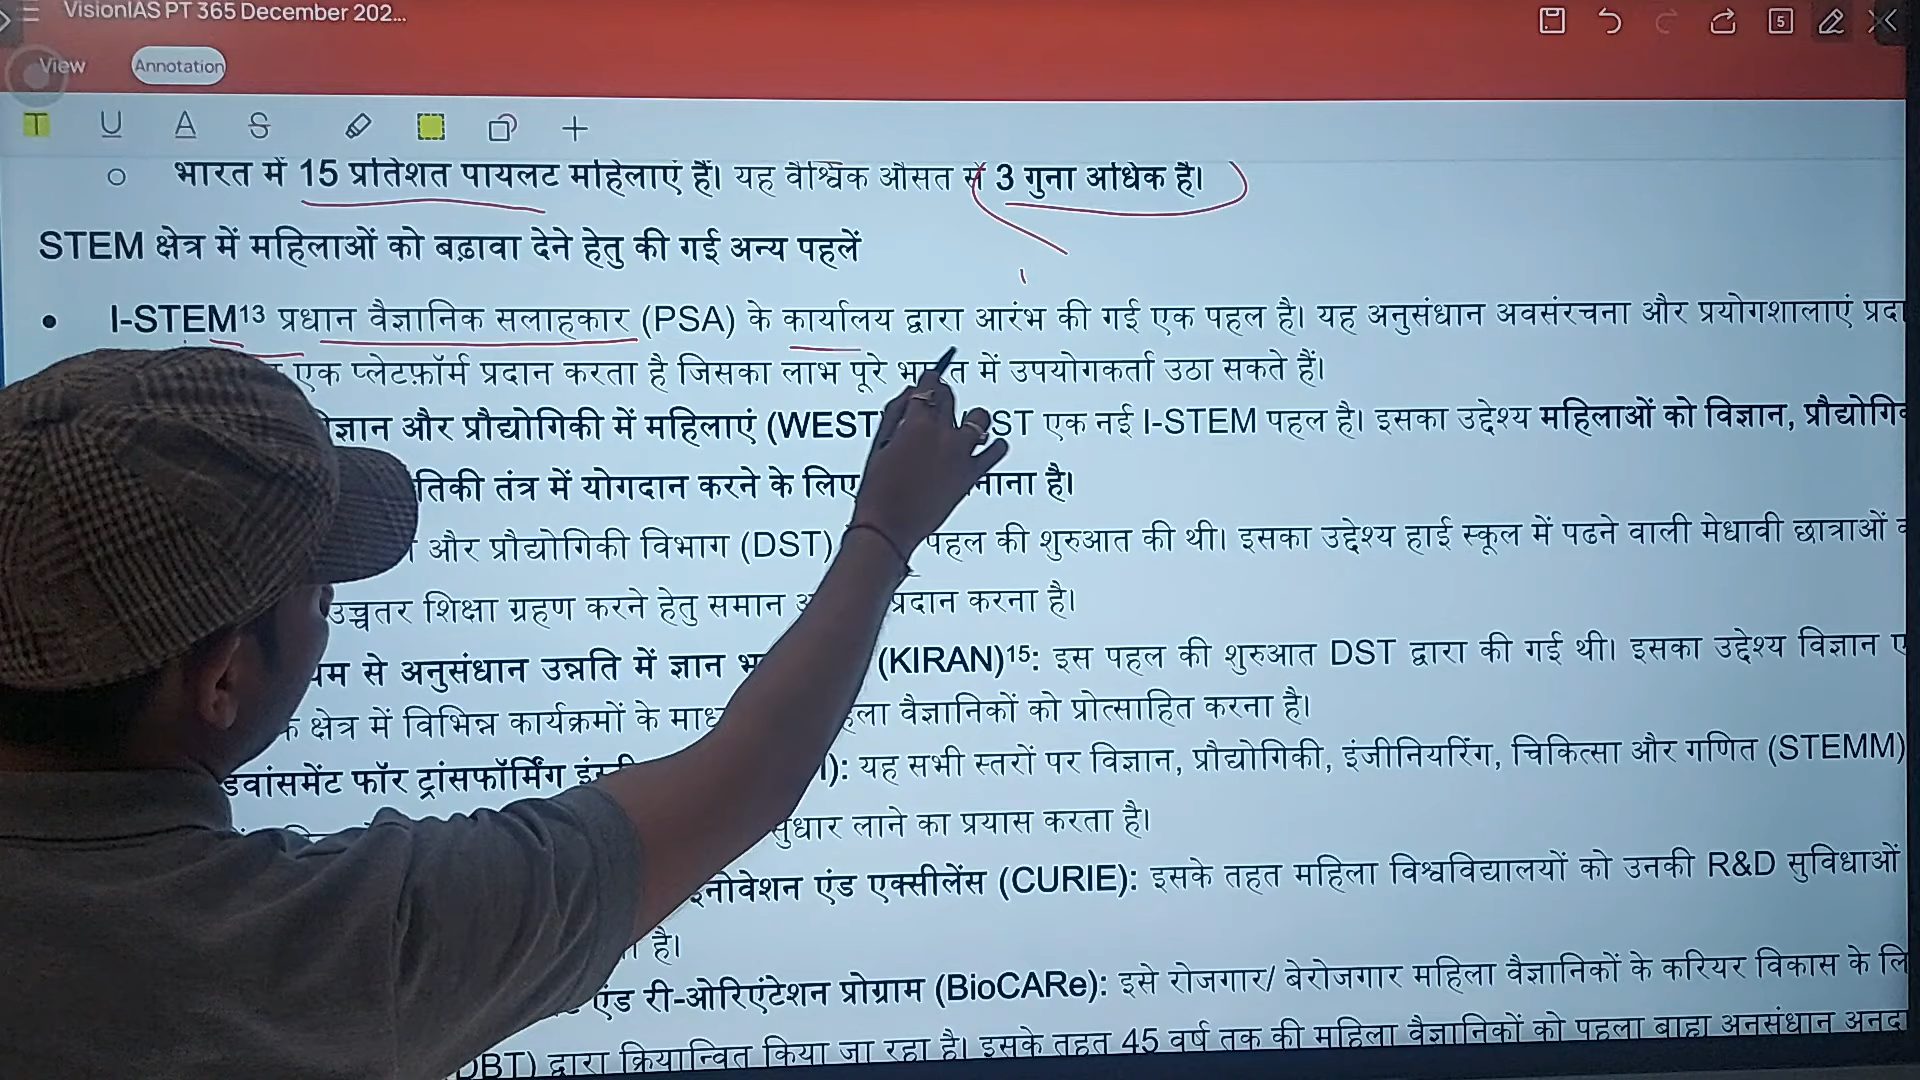 VisionIAS PT 365 December 202...
View Annotation
T U A S
5
भारत में 15 प्रतिशत पायलट महिलाएं हैं। यह वैश्विक औसत से 3 गुना अधिक है।
STEM क्षेत्र में महिलाओं को बढ़ावा देने हेतु की गई अन्य पहलें
I-STEM13 प्रधान वैज्ञानिक सलाहकार (PSA) के कार्यालय द्वारा आरंभ की गई एक पहल है। यह अनुसंधान अवसंरचना और प्रयोगशालाएं
एक प्लेटफ़ॉर्म प्रदान करता है जिसका लाभ पूरे भारत में उपयोगकर्ता उठा सकते हैं।
और प्रौद्योगिकी में महिलाएं (WEST एक नई I-STEM पहल है। इसका उद्देश्य महिलाओं को विज्ञान,
तंत्र में योगदान करने के लिए है।
और प्रौद्योगिकी विभाग (DST) पहल की शुरुआत की थी। इसका उद्देश्य हाई स्कूल में पढने वाली मेधावी छात्राओं
उच्चतर शिक्षा ग्रहण करने हेतु समान प्रदान करना है।
से अनुसंधान उन्नति में ज्ञान (KIRAN)15: इस पहल की शुरुआत DST द्वारा की गई थी। इसका उद्देश्य विज्ञान
क्षेत्र में विभिन्न कार्यक्रमों के वैज्ञानिकों को प्रोत्साहित करना है।
फॉर ट्रांसफॉर्मिंग यह सभी स्तरों पर विज्ञान, प्रौद्योगिकी, इंजीनियरिंग, चिकित्सा और गणित (STEMM)
सुधार लाने का प्रयास करता है।
इनोवेशन एंड एक्सीलेंस (CURIE): इसके तहत महिला विश्वविद्यालयों को उनकी R&D सुविधाओं
है।
एंड री-ओरिएंटेशन प्रोग्राम (BioCARe): इसे रोजगार/ बेरोजगार महिला वैज्ञानिकों के करियर विकास के
DBT) द्वारा क्रियान्वित किया जा रहा है। इसके तहत 45 वर्ष तक की महिला वैज्ञानिकों को पहला बाह्य अनुसंधान